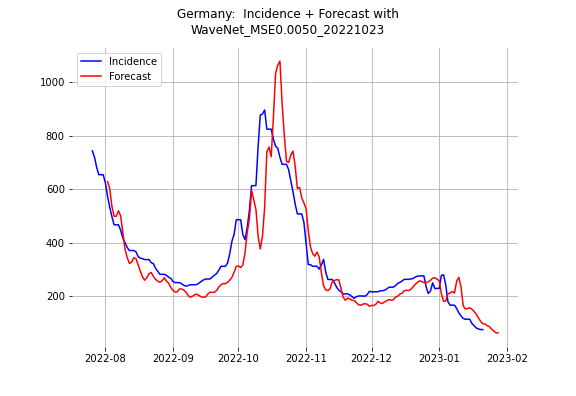 Germany:  Incidence + Forecast with
WaveNet_MSE0.0050_20221023
Incidence
Forecast
1000
800
600
400
200
2022-08 2022-09 2022-10 2022-11 2022-12 2023-01 2023-02